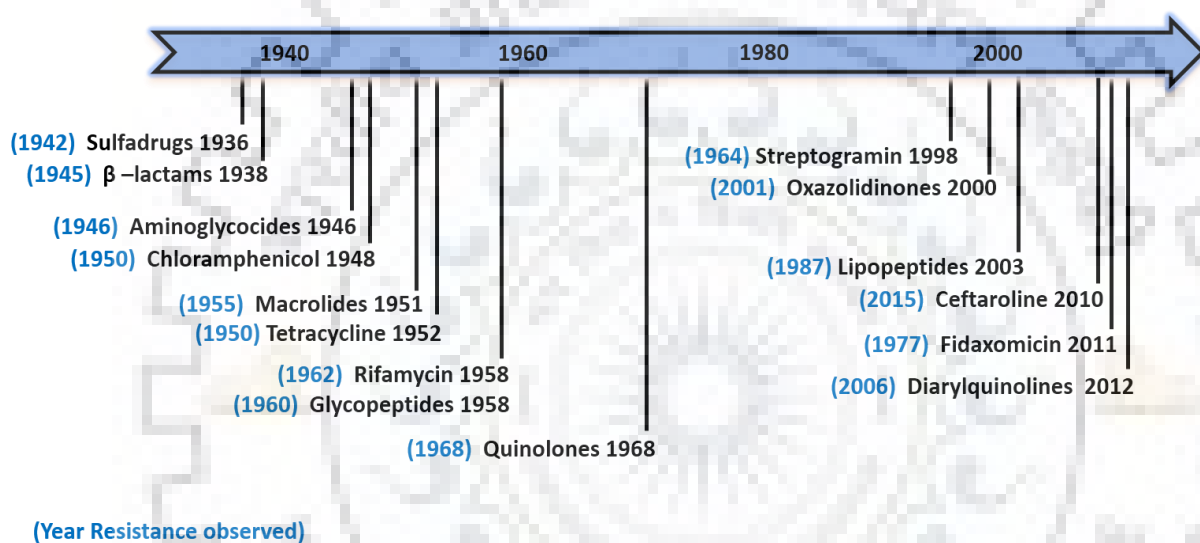 1940 1960 1980 2000
(1942) Sulfadrugs 1936
(1945) β –lactams 1938
(1946) Aminoglycocides 1946
(1950) Chloramphenicol 1948
(1955) Macrolides 1951
(1950) Tetracycline 1952
(1962) Rifamycin 1958
(1960) Glycopeptides 1958
(1968) Quinolones 1968
(1964) Streptogramin 1998
(2001) Oxazolidinones 2000
(1987) Lipopeptides 2003
(2015) Ceftaroline 2010
(1977) Fidaxomicin 2011
(2006) Diarylquinolines 2012
(Year Resistance observed)